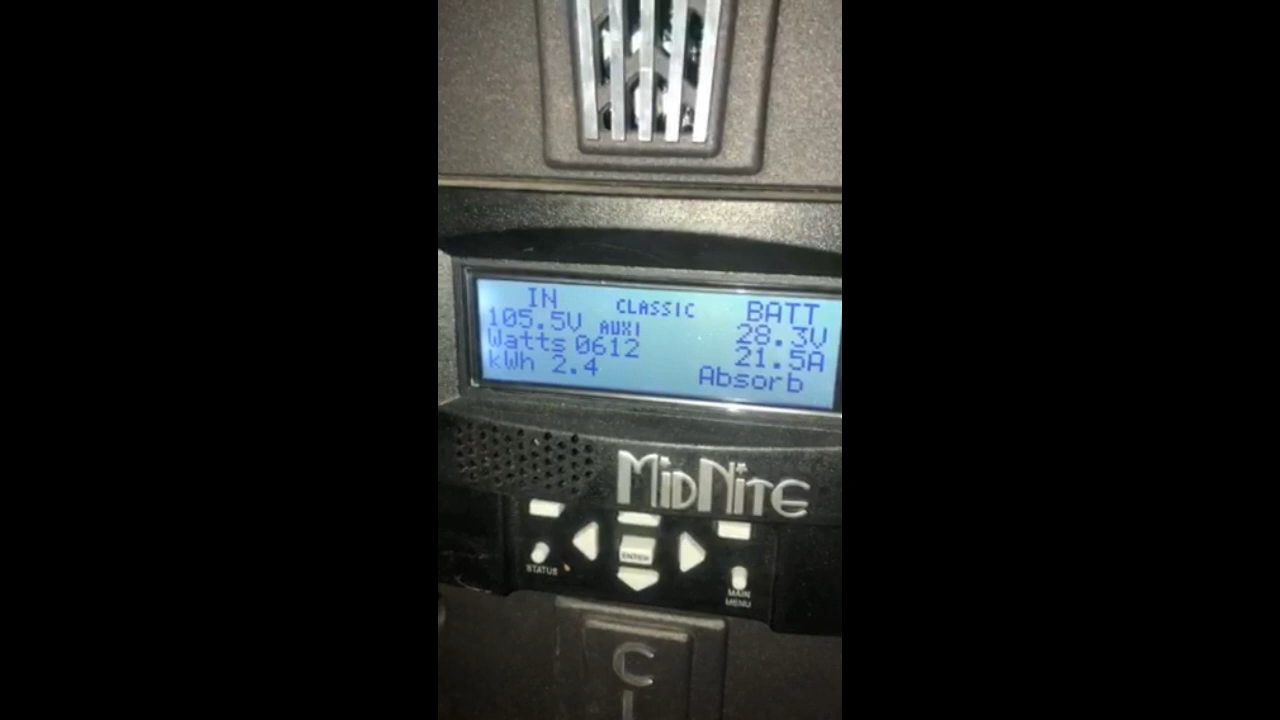 IN CLASSIC BATT
105.5V AUX1 28.3V
Watts 0612 21.5A
kWh 2.4 Absorb
MIDNITE
ENTER
STATUS
MAIN
MENU
C